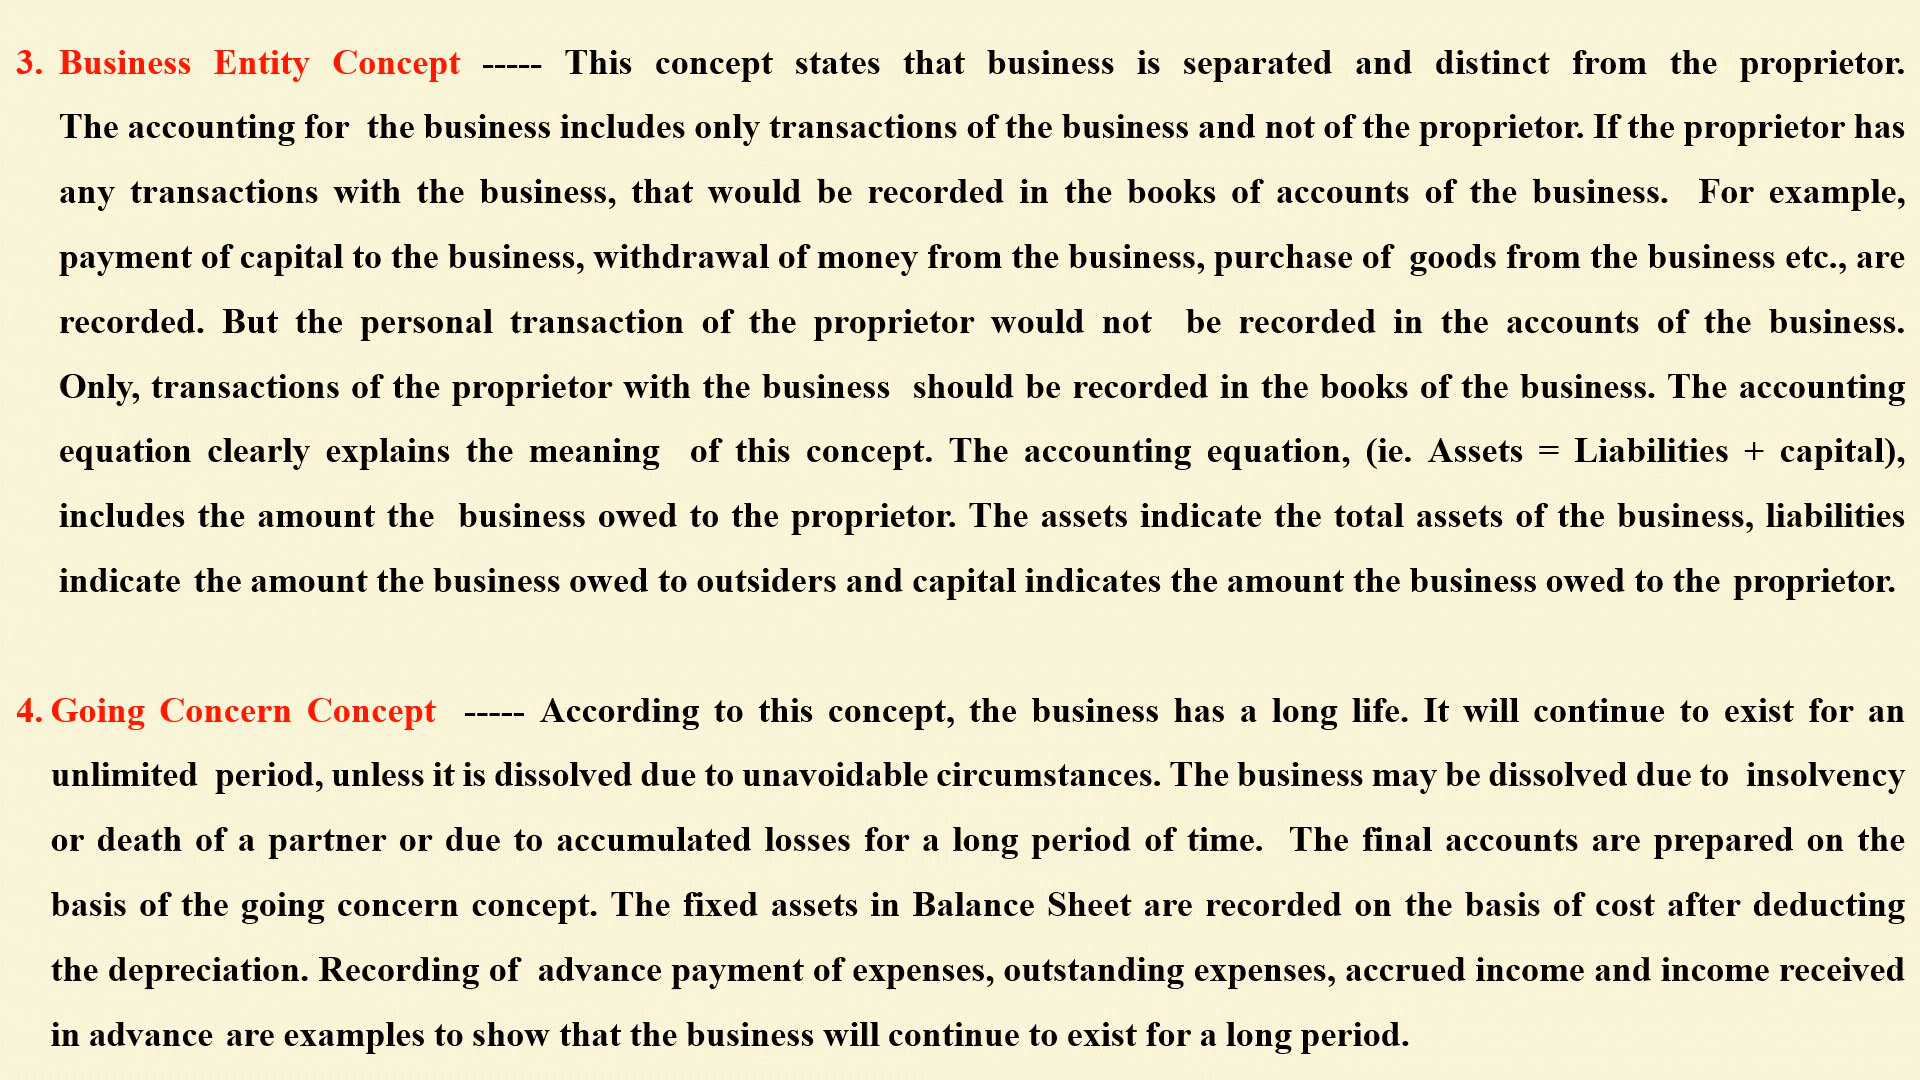 3. Business Entity Concept ----- This concept states that business is separated and distinct from the proprietor.
The accounting for the business includes only transactions of the business and not of the proprietor. If the proprietor has
any transactions with the business, that would be recorded in the books of accounts of the business. For example,
payment of capital to the business, withdrawal of money from the business, purchase of goods from the business etc., are
recorded. But the personal transaction of the proprietor would not be recorded in the accounts of the business.
Only, transactions of the proprietor with the business should be recorded in the books of the business. The accounting
equation clearly explains the meaning of this concept. The accounting equation, (ie. Assets = Liabilities + capital),
includes the amount the business owed to the proprietor. The assets indicate the total assets of the business, liabilities
indicate the amount the business owed to outsiders and capital indicates the amount the business owed to the proprietor.
4. Going Concern Concept ----- According to this concept, the business has a long life. It will continue to exist for an
unlimited period, unless it is dissolved due to unavoidable circumstances. The business may be dissolved due to insolvency
or death of a partner or due to accumulated losses for a long period of time. The final accounts are prepared on the
basis of the going concern concept. The fixed assets in Balance Sheet are recorded on the basis of cost after deducting
the depreciation. Recording of advance payment of expenses, outstanding expenses, accrued income and income received
in advance are examples to show that the business will continue to exist for a long period.